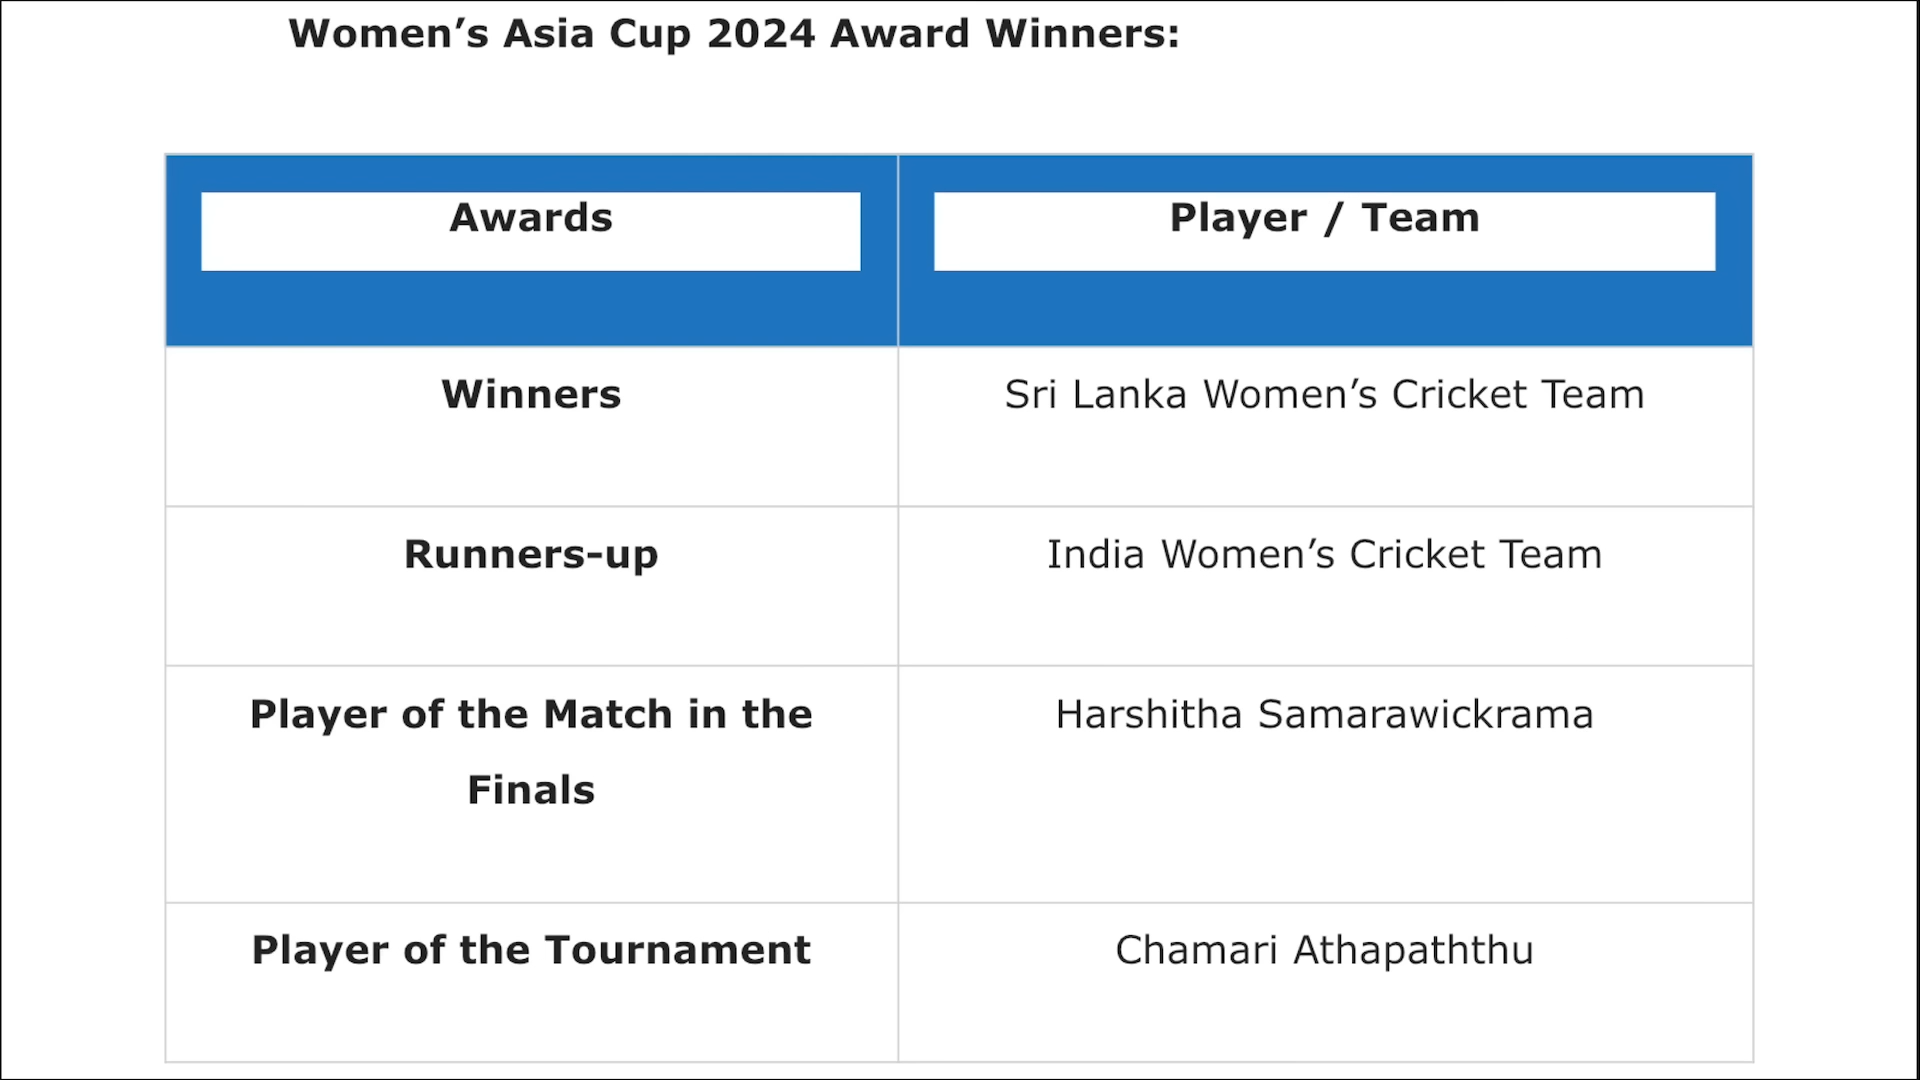 Women’s Asia Cup 2024 Award Winners:
Awards
Player / Team
Winners
Sri Lanka Women’s Cricket Team
Runners-up
India Women’s Cricket Team
Player of the Match in the
Finals
Harshitha Samarawickrama
Player of the Tournament
Chamari Athapaththu